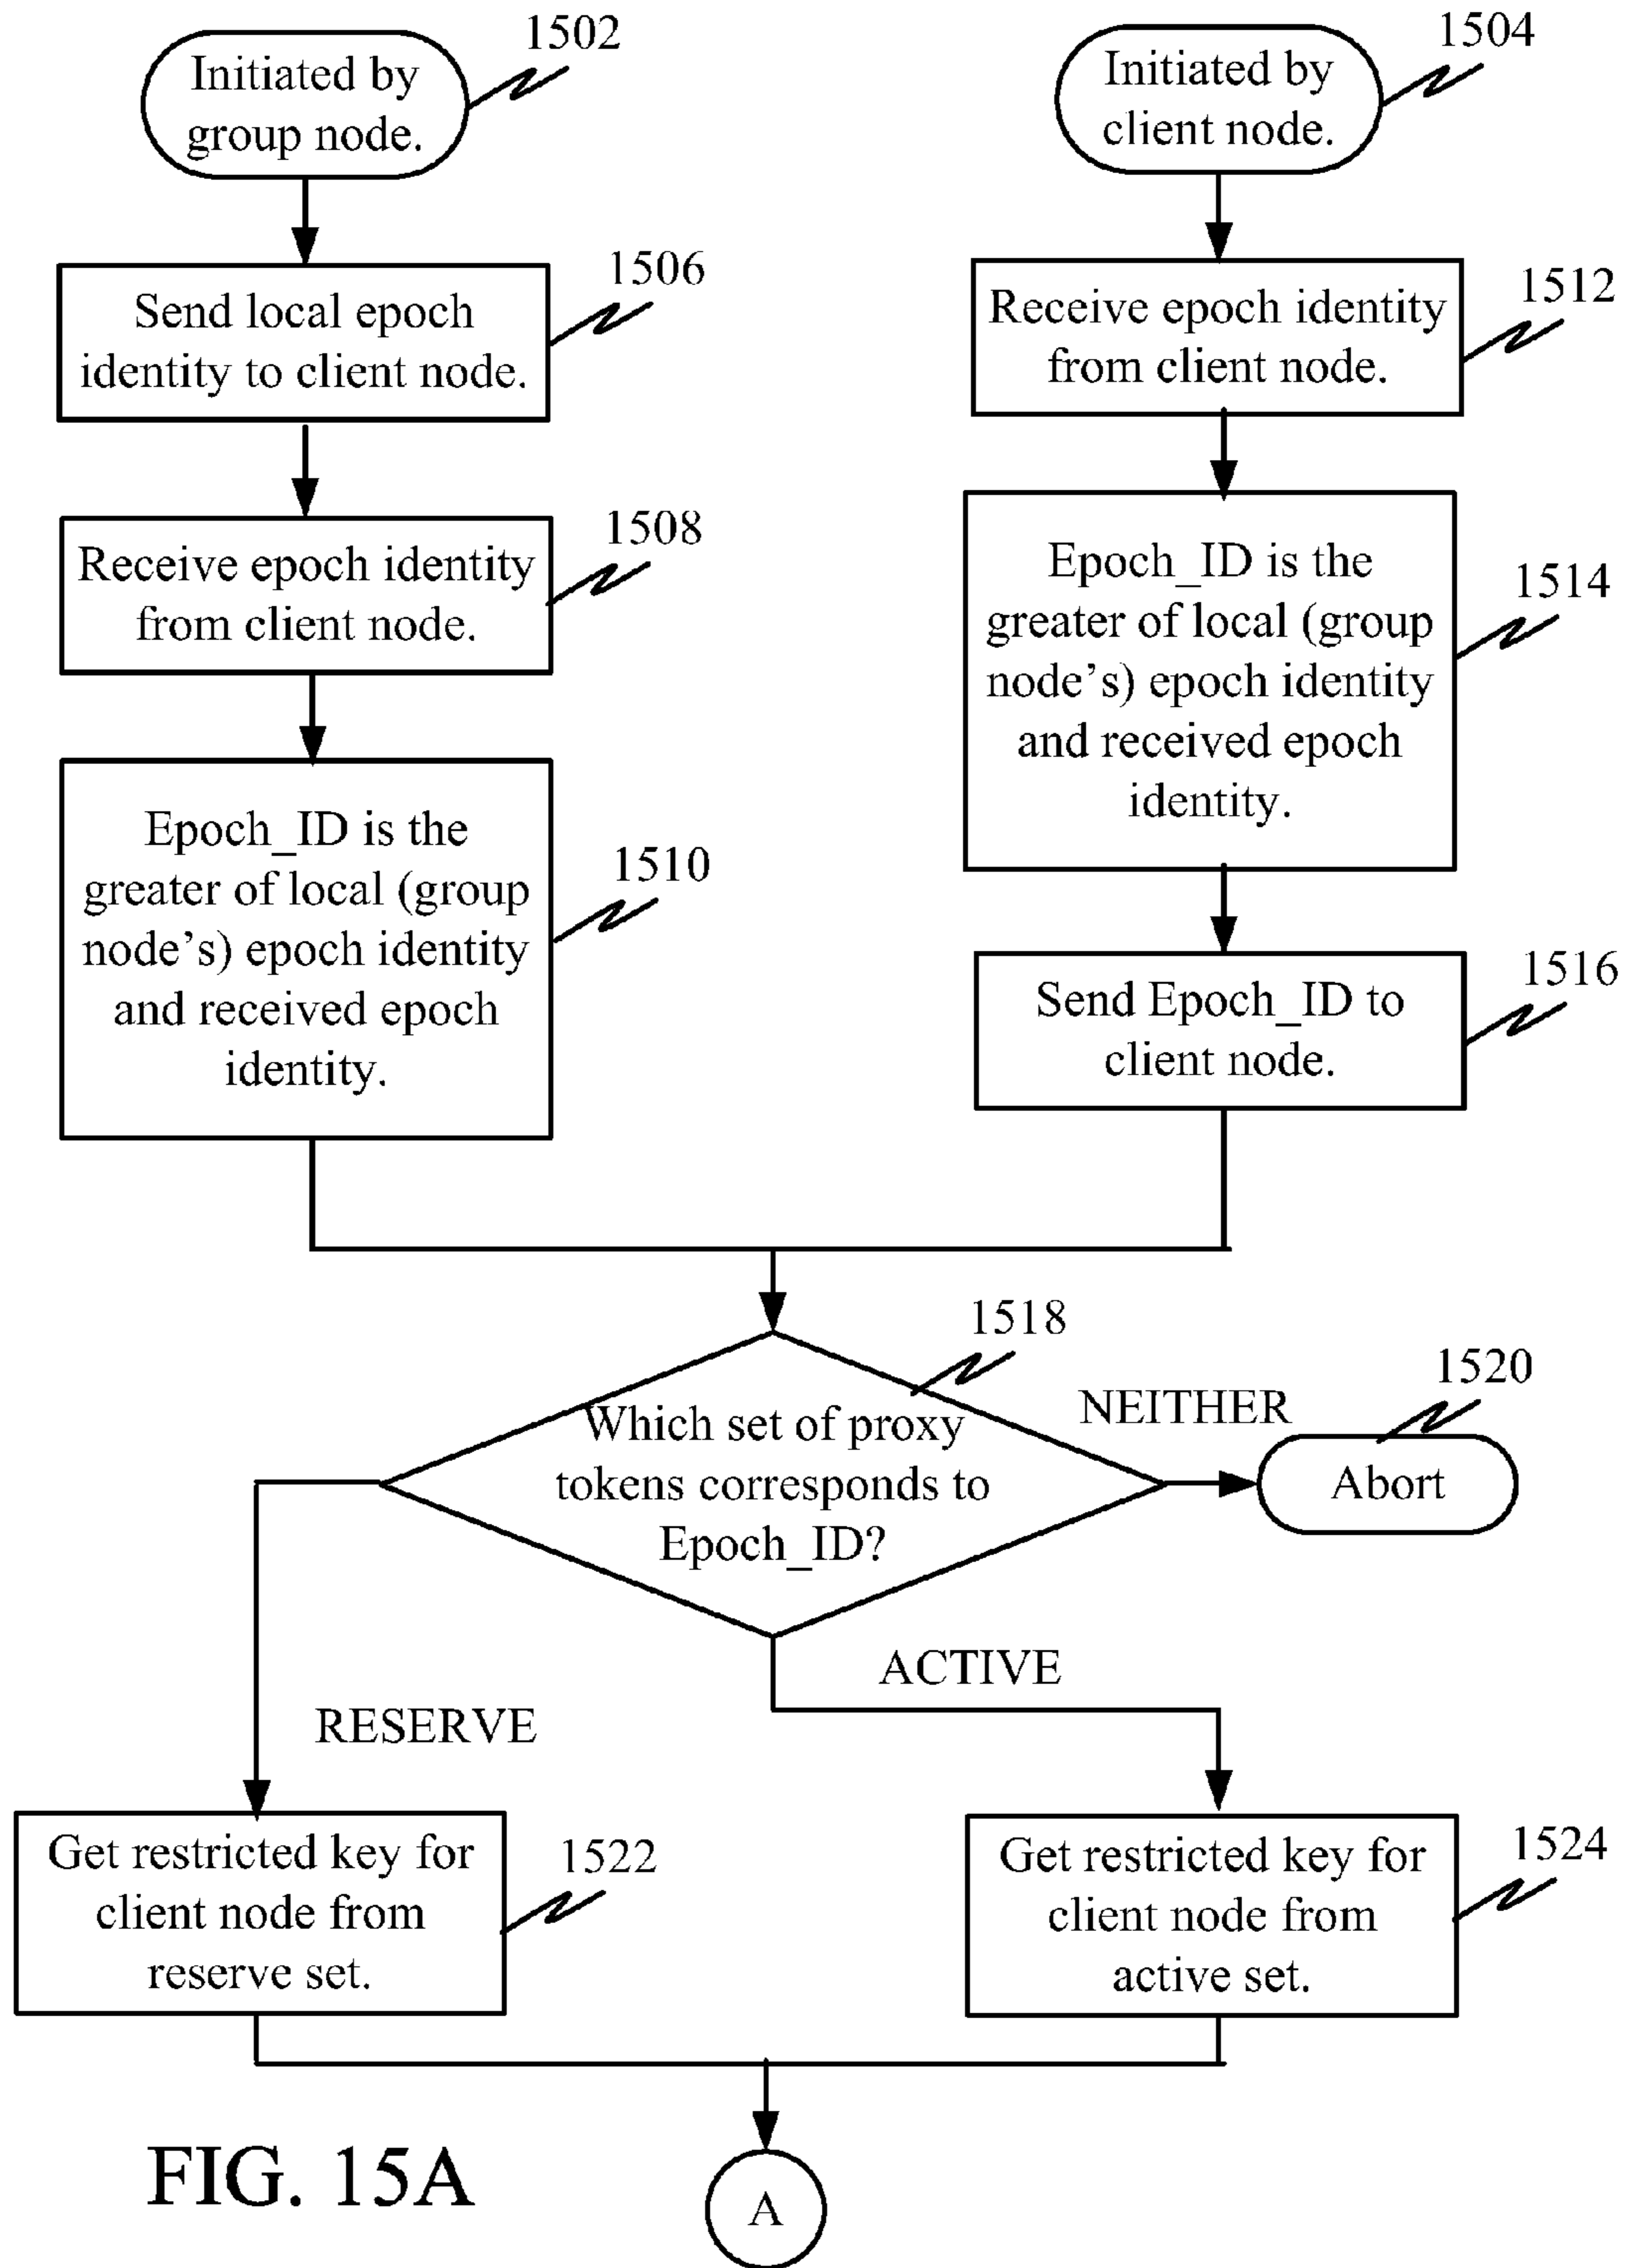 1502
Initiated by
group node.
1504
Initiated by
client node.
1506
Send local epoch
identity to client node.
1512
Receive epoch identity
from client node.
1508
Receive epoch identity
from client node.
1514
Epoch_ID is the
greater of local (group
node's) epoch identity
and received epoch
identity.
1510
Epoch_ID is the
greater of local (group
node's) epoch identity
and received epoch
identity.
1516
Send Epoch_ID to
client node.
1518
Which set of proxy
tokens corresponds to
Epoch_ID?
NEITHER
1520
Abort
ACTIVE
RESERVE
1522
Get restricted key for
client node from
reserve set.
1524
Get restricted key for
client node from
active set.
FIG. 15A
A